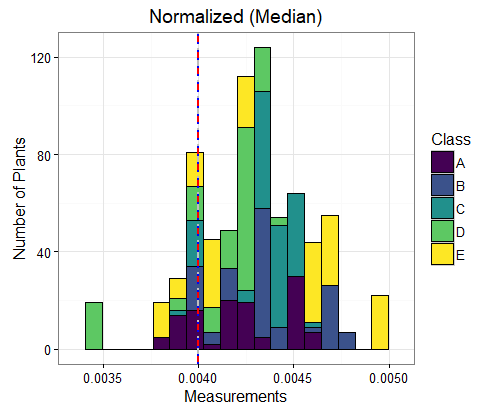 Normalized (Median)
Number of Plants
120
80
40
0
0.0035
0.0040
0.0045
0.0050
Measurements
Class
A
B
C
D
E